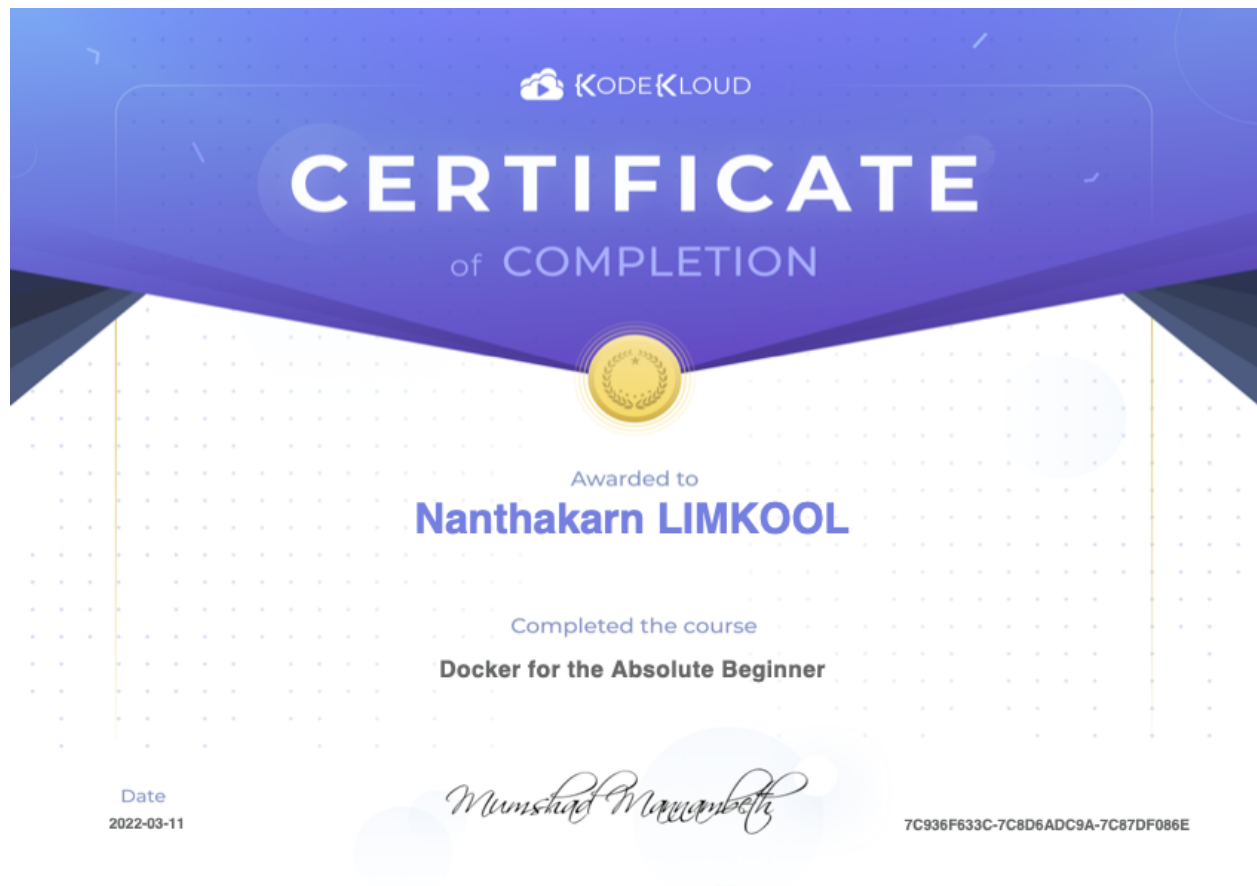 KODEKLOUD
CERTIFICATE
of COMPLETION
Awarded to
Nanthakarn LIMKOOL
Completed the course
Docker for the Absolute Beginner
Date
2022-03-11
Mumshad Mannambeth
7C936F633C-7C8D6ADC9A-7C87DF086E